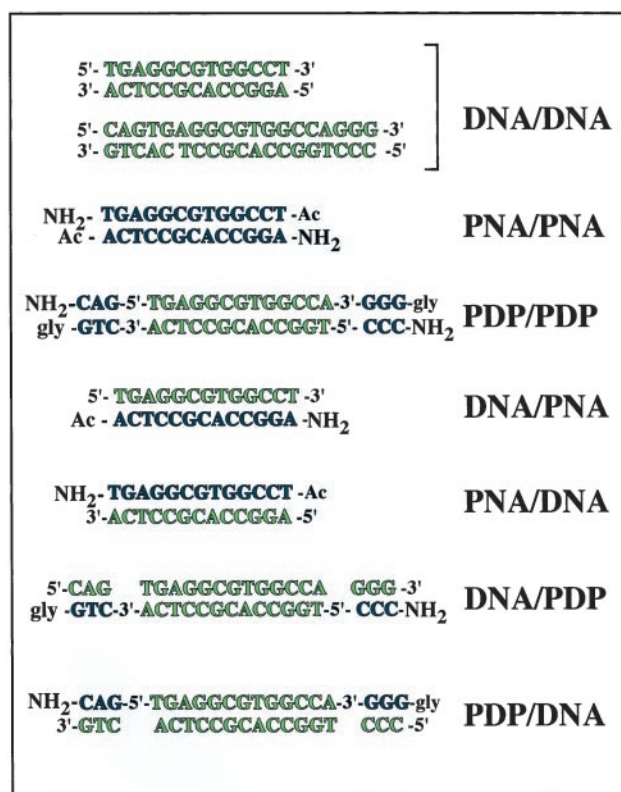 5'- TGAGGCGTGGCCT -3'
3'- ACTCCGCACCGGA -5'
5'- CAGTGAGGCGTGGCCAGGG -3'
3'- GTCAC TCCGCACCGGTCCC -5'
DNA/DNA
NH2- TGAGGCGTGGCCT -Ac
Ac- ACTCCGCACCGGA -NH2
PNA/PNA
NH2-CAG-5'-TGAGGCGTGGCCA-3'-GGG-gly
gly -GTC-3'-ACTCCGCACCGGT-5'- CCC-NH2
PDP/PDP
5'- TGAGGCGTGGCCT -3'
Ac - ACTCCGCACCGGA -NH2
DNA/PNA
NH2- TGAGGCGTGGCCT -Ac
3'-ACTCCGCACCGGA -5'
PNA/DNA
5'-CAG TGAGGCGTGGCCA GGG -3'
gly -GTC-3'-ACTCCGCACCGGT-5'- CCC-NH2
DNA/PDP
NH2-CAG-5'-TGAGGCGTGGCCA-3'-GGG-gly
3'-GTC ACTCCGCACCGGT CCC -5'
PDP/DNA